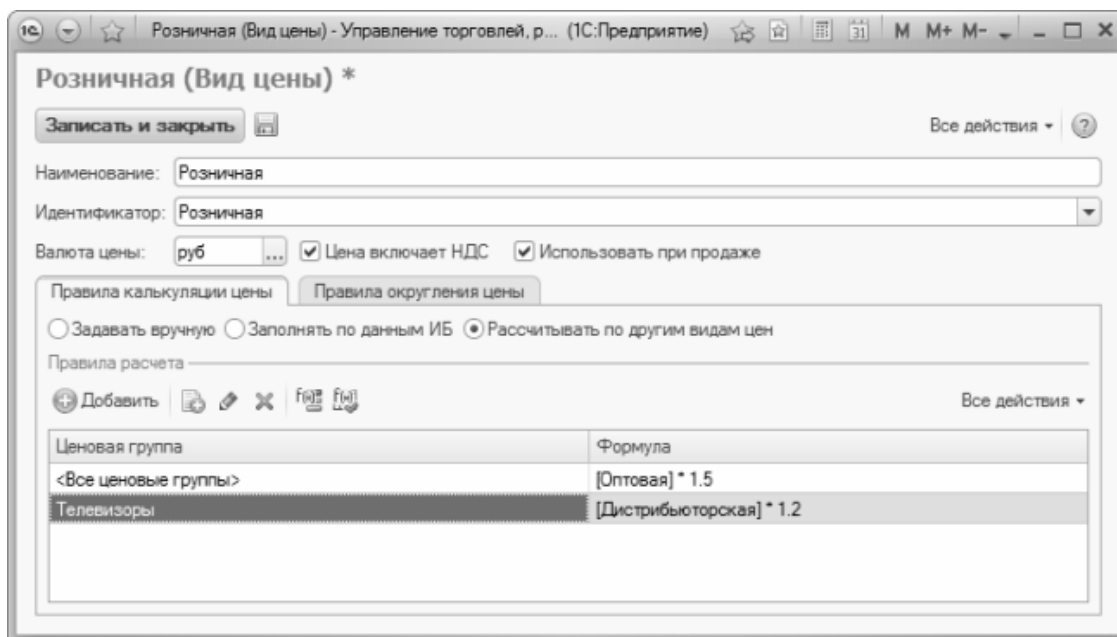 Розничная (Вид цены) - Управление торговлей, р... (1С:Предприятие) 31 M M+ M-
Розничная (Вид цены) *
Записать и закрыть Все действия ?
Наименование: Розничная
Идентификатор: Розничная
Валюта цены: руб ... Цена включает НДС Использовать при продаже
Правила калькуляции цены Правила округления цены
Задавать вручную Заполнять по данным ИБ Рассчитывать по другим видам цен
Правила расчета
Добавить Все действия
Ценовая группа Формула
<Все ценовые группы> [Оптовая] * 1.5
Телевизоры [Дистрибьюторская] * 1.2